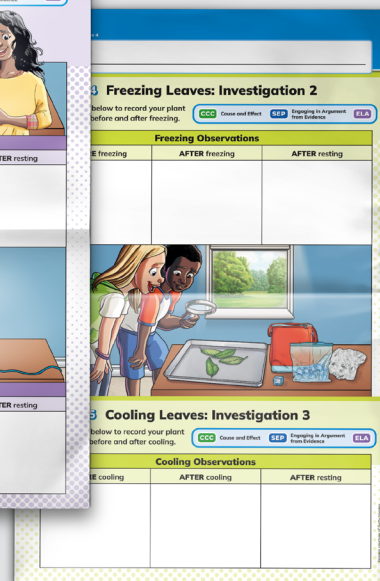 TER resting
TER resting
4 Freezing Leaves: Investigation 2
below to record your plant
before and after freezing.
CCC Cause and Effect SEP Engaging in Argument from Evidence ELA
Freezing Observations
RE freezing AFTER freezing AFTER resting
5 Cooling Leaves: Investigation 3
below to record your plant
before and after cooling.
CCC Cause and Effect SEP Engaging in Argument from Evidence ELA
Cooling Observations
RE cooling AFTER cooling AFTER resting